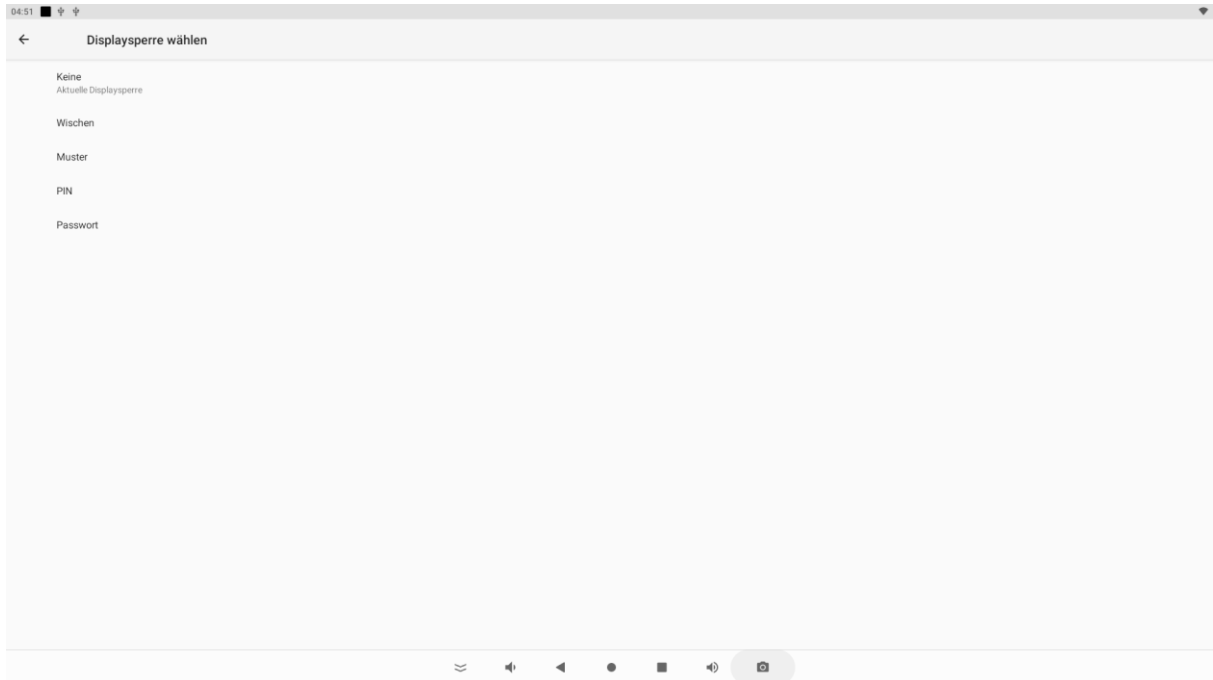 04:51
Displaysperre wählen
Keine
Aktuelle Displaysperre
Wischen
Muster
PIN
Passwort